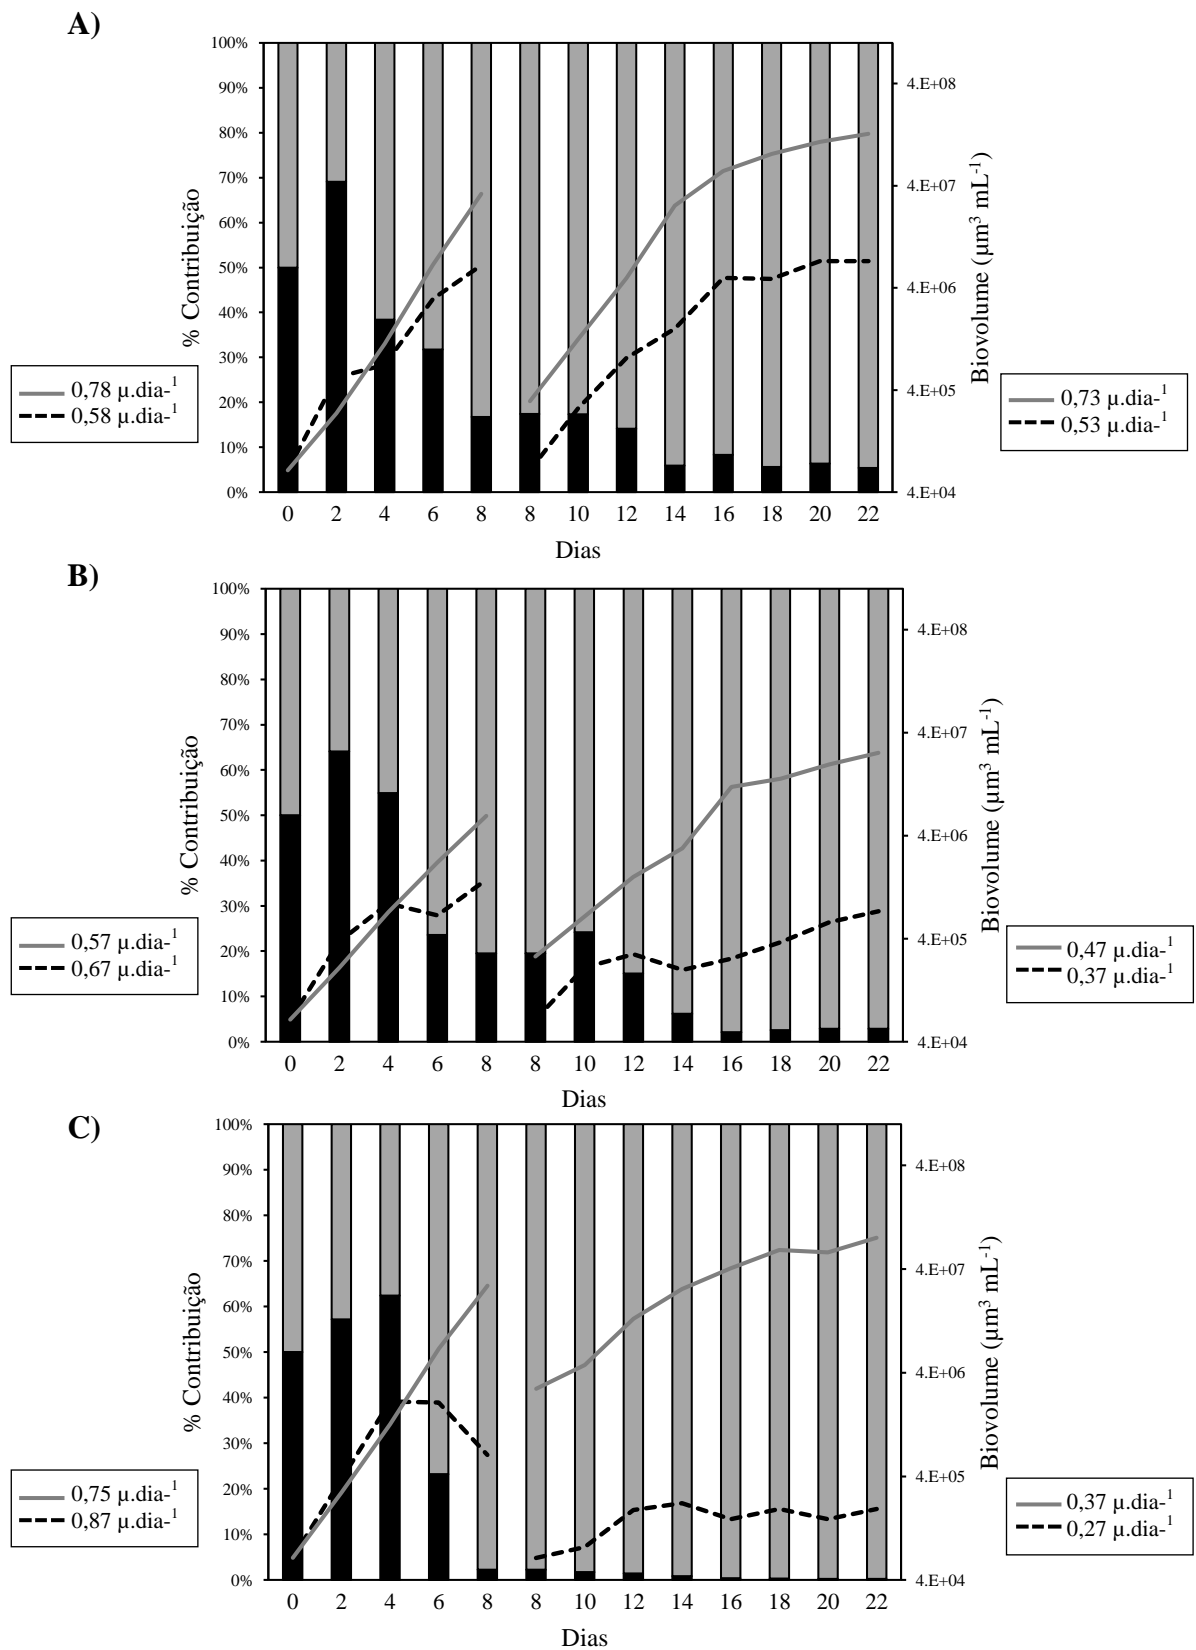 A)
100%
90%
80%
70%
60%
50%
40%
30%
20%
10%
0%
% Contribuição
4.E+08
4.E+07
4.E+06
4.E+05
4.E+04
Biovolume (µm³ mL⁻¹)
0,78 µ.dia-¹
0,58 µ.dia-¹
0,73 µ.dia-¹
0,53 µ.dia-¹
0 2 4 6 8 8 10 12 14 16 18 20 22
Dias
B)
100%
90%
80%
70%
60%
50%
40%
30%
20%
10%
0%
% Contribuição
4.E+08
4.E+07
4.E+06
4.E+05
4.E+04
Biovolume (µm³ mL⁻¹)
0,57 µ.dia-¹
0,67 µ.dia-¹
0,47 µ.dia-¹
0,37 µ.dia-¹
0 2 4 6 8 8 10 12 14 16 18 20 22
Dias
C)
100%
90%
80%
70%
60%
50%
40%
30%
20%
10%
0%
% Contribuição
4.E+08
4.E+07
4.E+06
4.E+05
4.E+04
Biovolume (µm³ mL⁻¹)
0,75 µ.dia-¹
0,87 µ.dia-¹
0,37 µ.dia-¹
0,27 µ.dia-¹
0 2 4 6 8 8 10 12 14 16 18 20 22
Dias